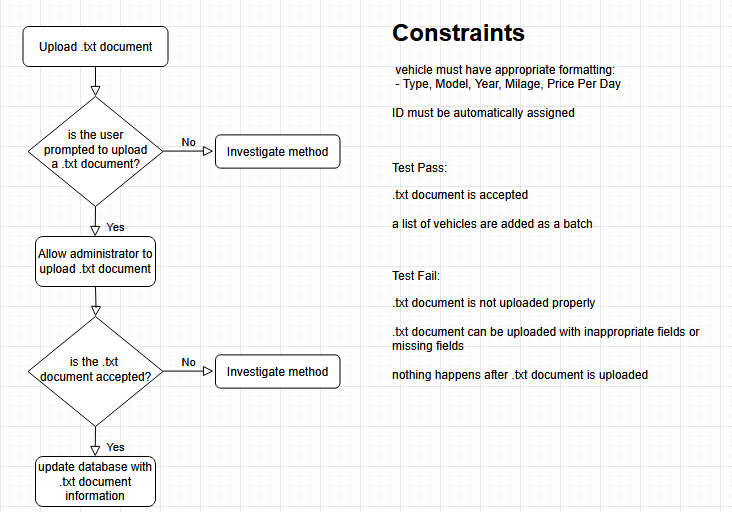 Upload .txt document
is the user
prompted to upload
a .txt document?
No
Investigate method
Yes
Allow administrator to
upload .txt document
is the .txt
document accepted?
No
Investigate method
Yes
update database with
.txt document
information
Constraints
vehicle must have appropriate formatting:
- Type, Model, Year, Milage, Price Per Day
ID must be automatically assigned
Test Pass:
.txt document is accepted
a list of vehicles are added as a batch
Test Fail:
.txt document is not uploaded properly
.txt document can be uploaded with inappropriate fields or
missing fields
nothing happens after .txt document is uploaded